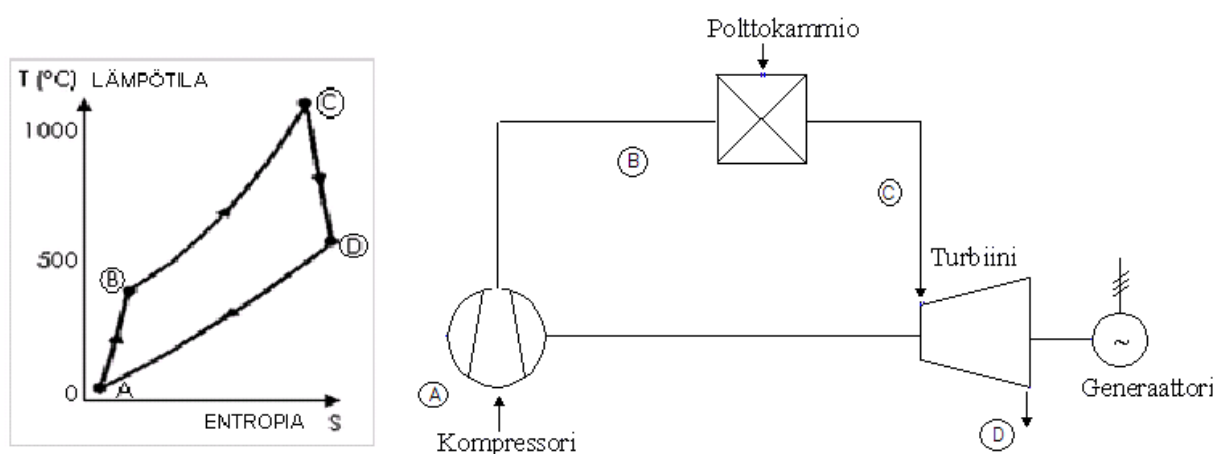 T (°C) LÄMPÖTILA
C
1000
D
500
B
0
A
ENTROPIA S
Polttokammio
B
C
Turbiini
~
A
Generaattori
D
Kompressori